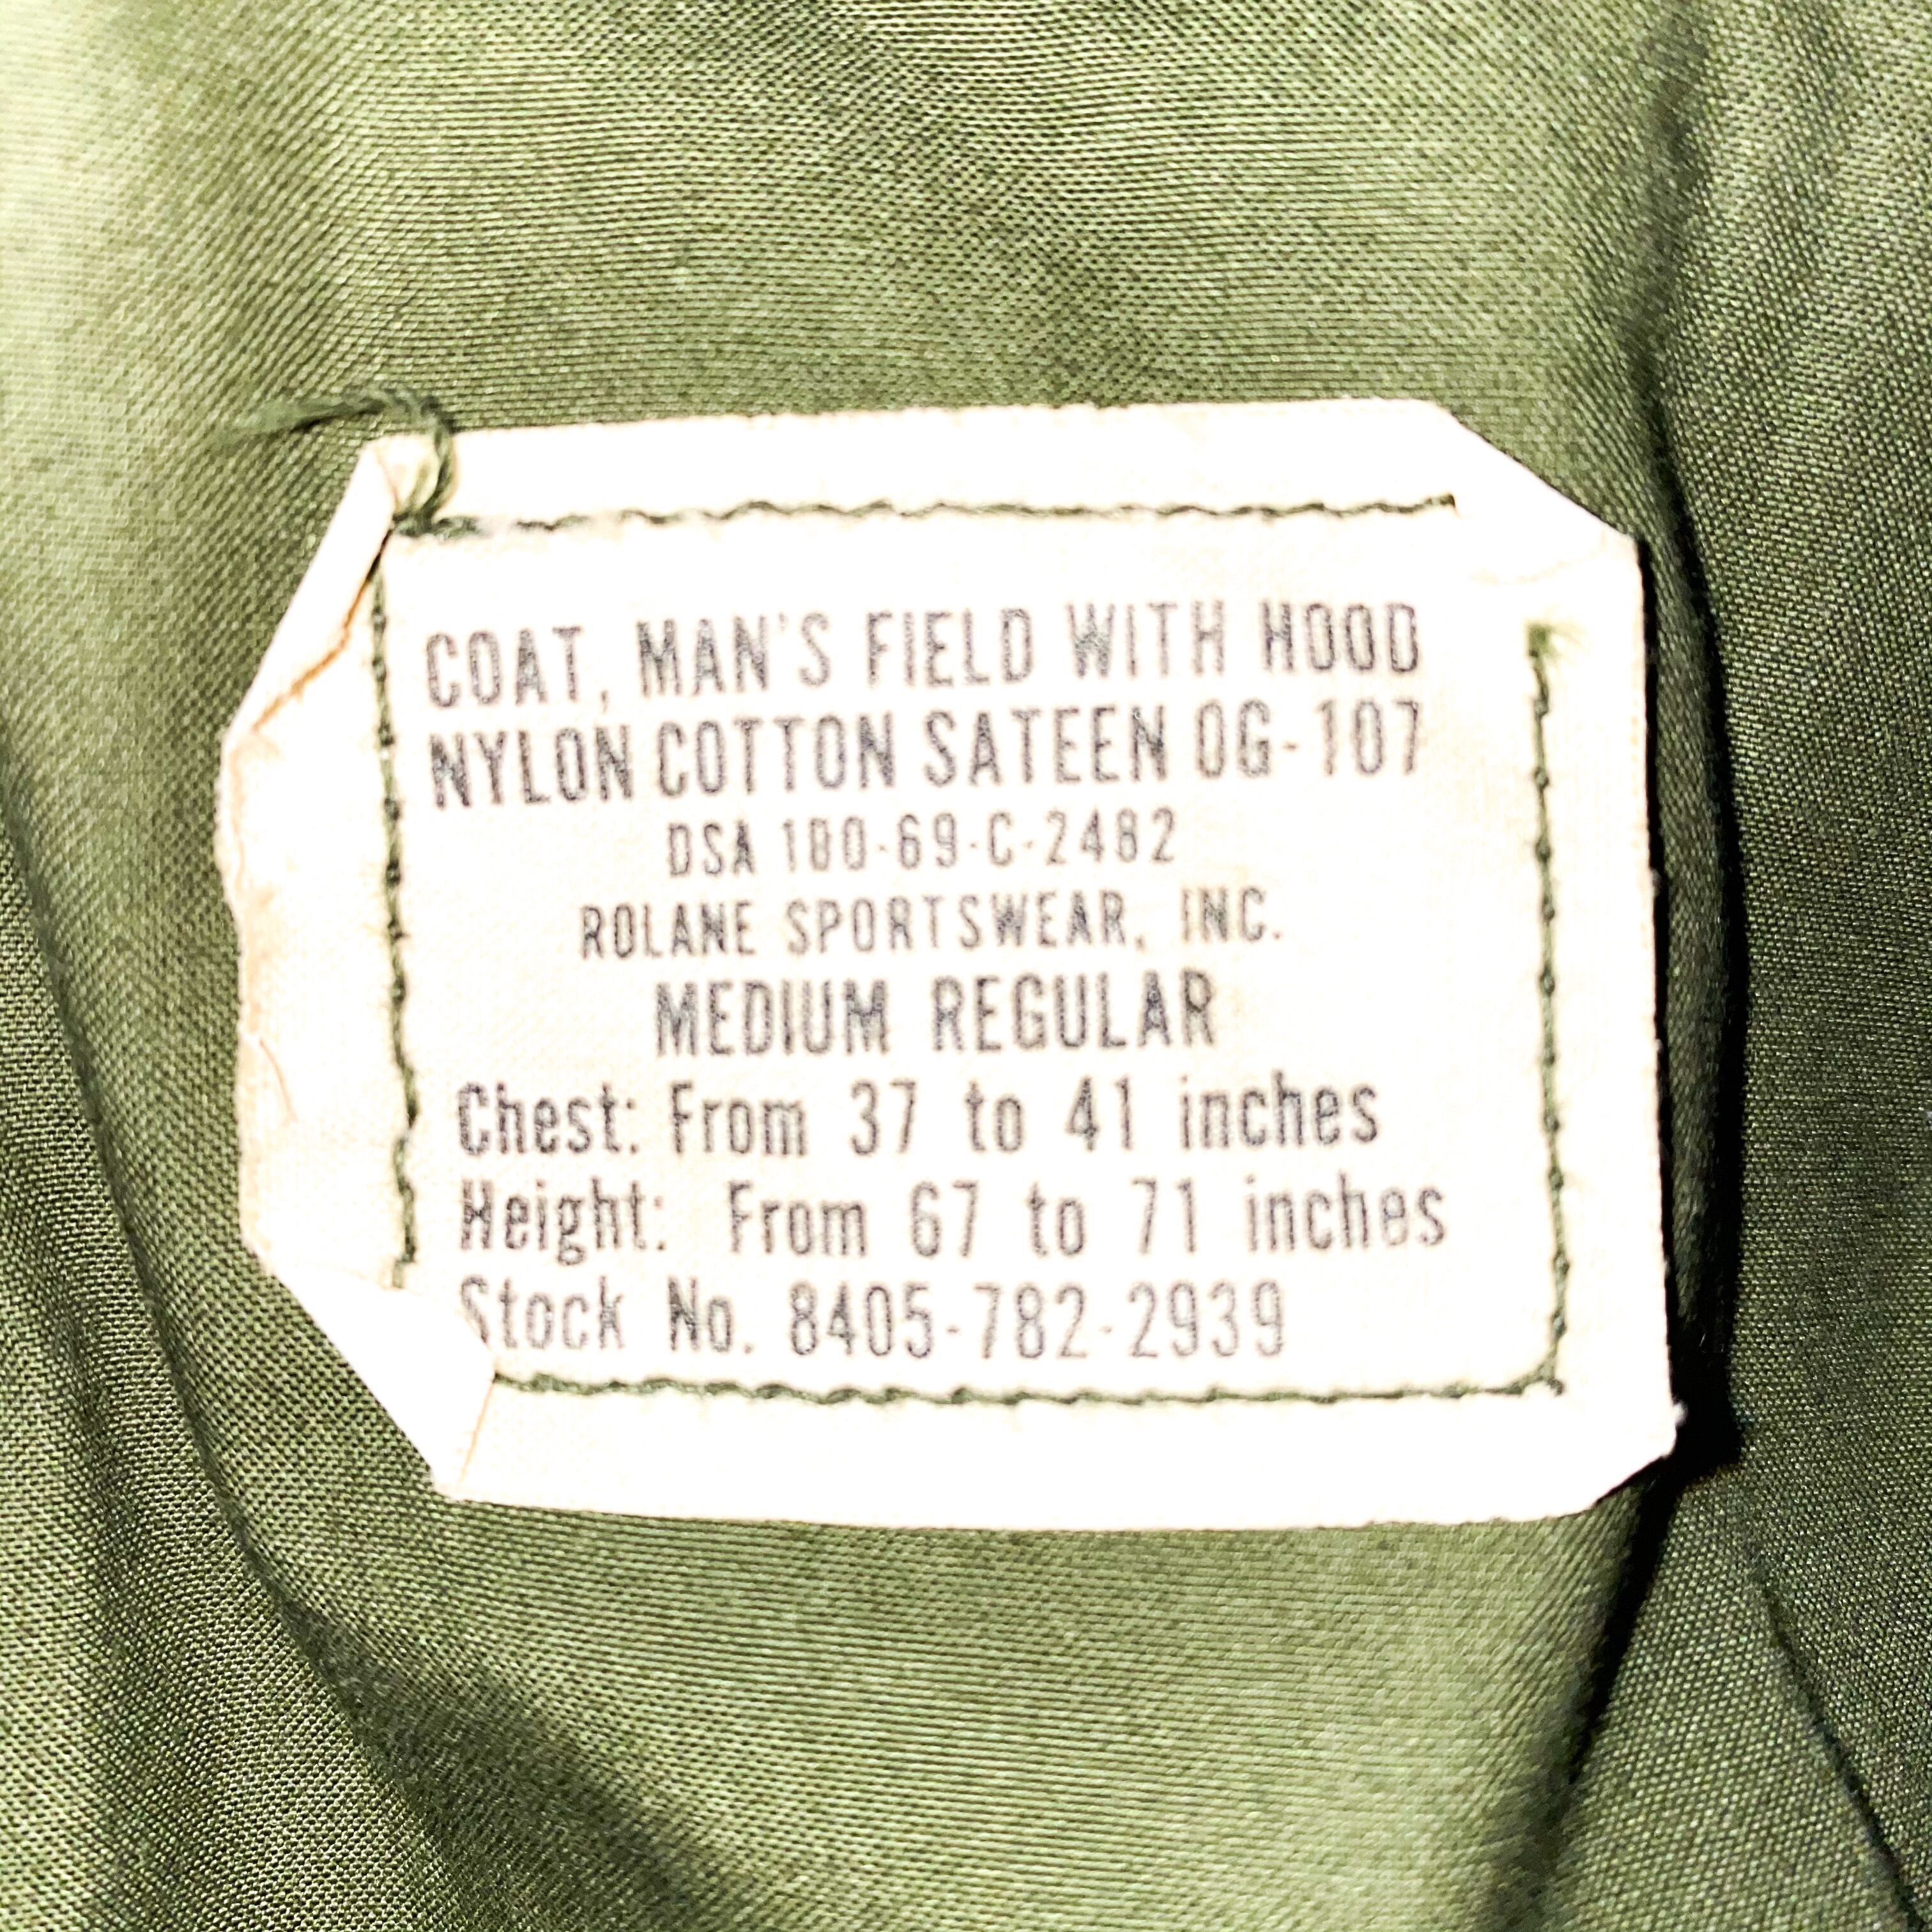 COAT, MAN'S FIELD WITH HOOD
NYLON COTTON SATEEN OG-107
DSA 100-69-C-2482
ROLANE SPORTSWEAR, INC.
MEDIUM REGULAR
Chest: From 37 to 41 inches
Height: From 67 to 71 inches
Stock No. 8405-782-2939